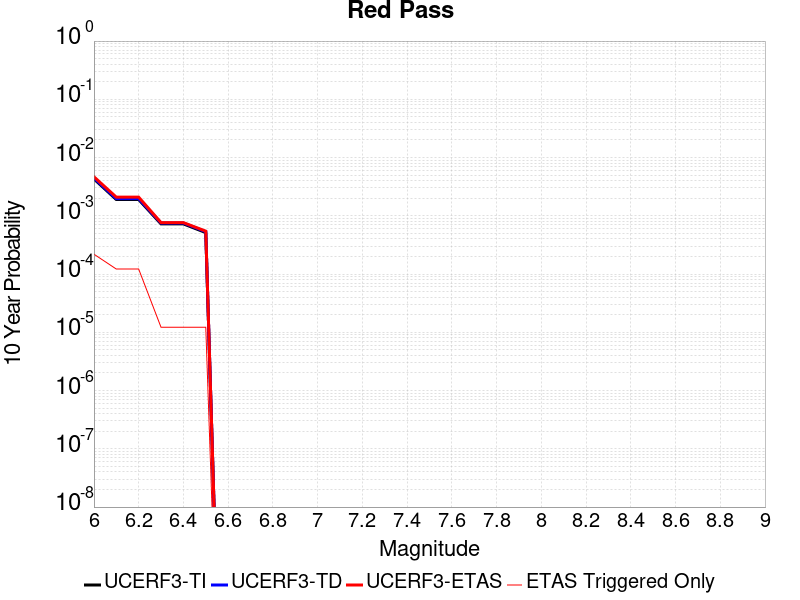 Red Pass
10^0
10^-1
10^-2
10^-3
10^-4
10^-5
10^-6
10^-7
10^-8
10 Year Probability
6 6.2 6.4 6.6 6.8 7 7.2 7.4 7.6 7.8 8 8.2 8.4 8.6 8.8 9
Magnitude
UCERF3-TI UCERF3-TD UCERF3-ETAS ETAS Triggered Only